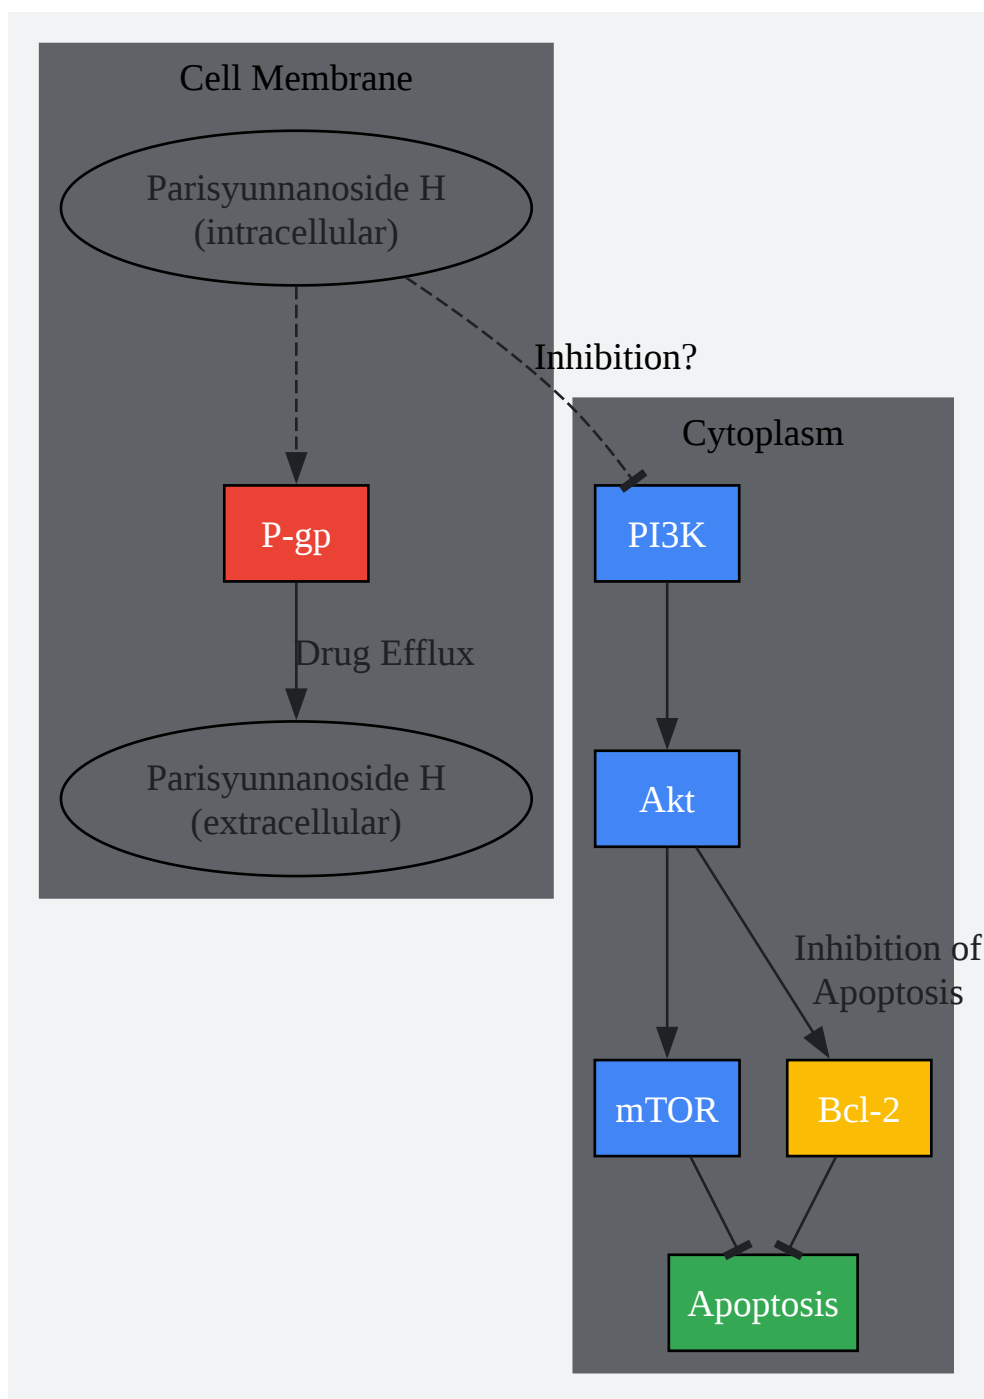 Cell Membrane
Parisyunnanoside H
(intracellular)
Inhibition?
Cytoplasm
P-gp
PI3K
Drug Efflux
Parisyunnanoside H
(extracellular)
Akt
Inhibition of
Apoptosis
mTOR
Bcl-2
Apoptosis